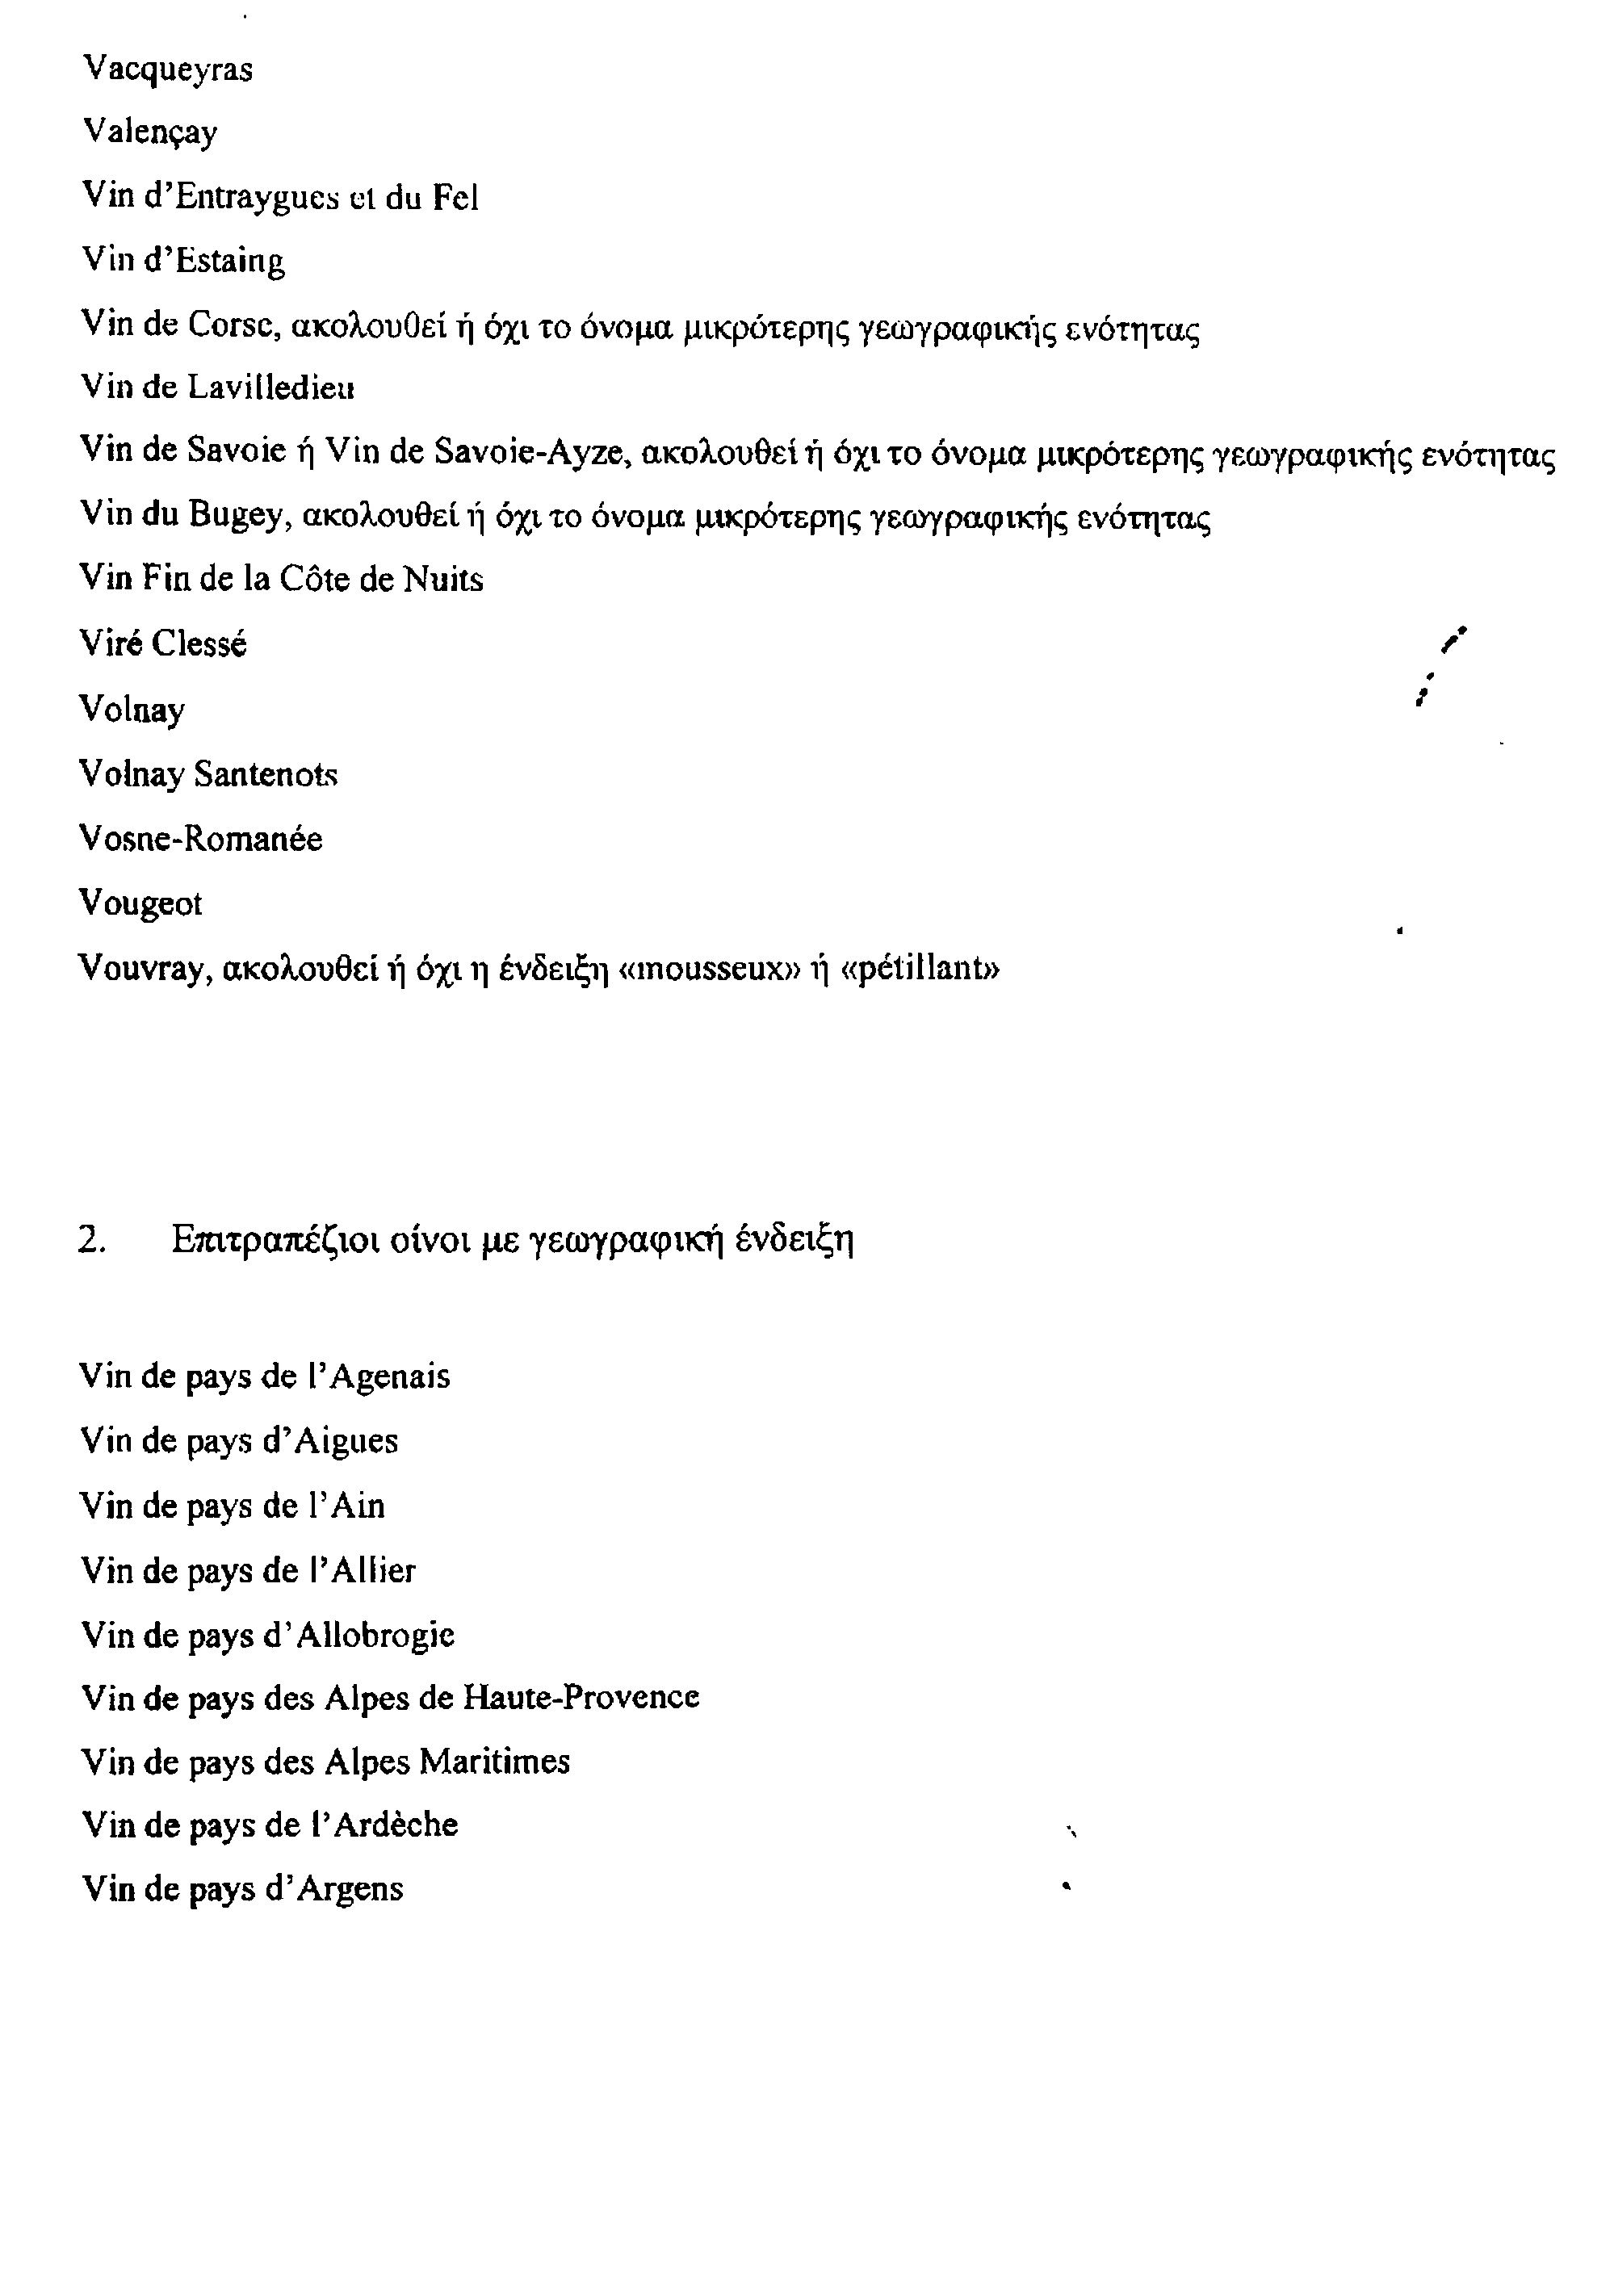 Vacqueyras
Valençay
Vin d’Entraygues et du Fel
Vin d’Estaing
Vin de Corse, ακολουθεί ή όχι το όνομα μικρότερης γεωγραφικής ενότητας
Vin de Lavilledieu
Vin de Savoie ή Vin de Savoie-Ayze, ακολουθεί ή όχι το όνομα μικρότερης γεωγραφικής ενότητας
Vin du Bugey, ακολουθεί ή όχι το όνομα μικρότερης γεωγραφικής ενότητας
Vin Fin de la Côte de Nuits
Viré Clessé
Volnay
Volnay Santenots
Vosne-Romanée
Vougeot
Vouvray, ακολουθεί ή όχι η ένδειξη «mousseux» ή «pétillant»
2. Επιτραπέζιοι οίνοι με γεωγραφική ένδειξη
Vin de pays de l’Agenais
Vin de pays d’Aigues
Vin de pays de l’Ain
Vin de pays de l’Allier
Vin de pays d’Allobrogie
Vin de pays des Alpes de Haute-Provence
Vin de pays des Alpes Maritimes
Vin de pays de l’Ardèche
Vin de pays d’Argens